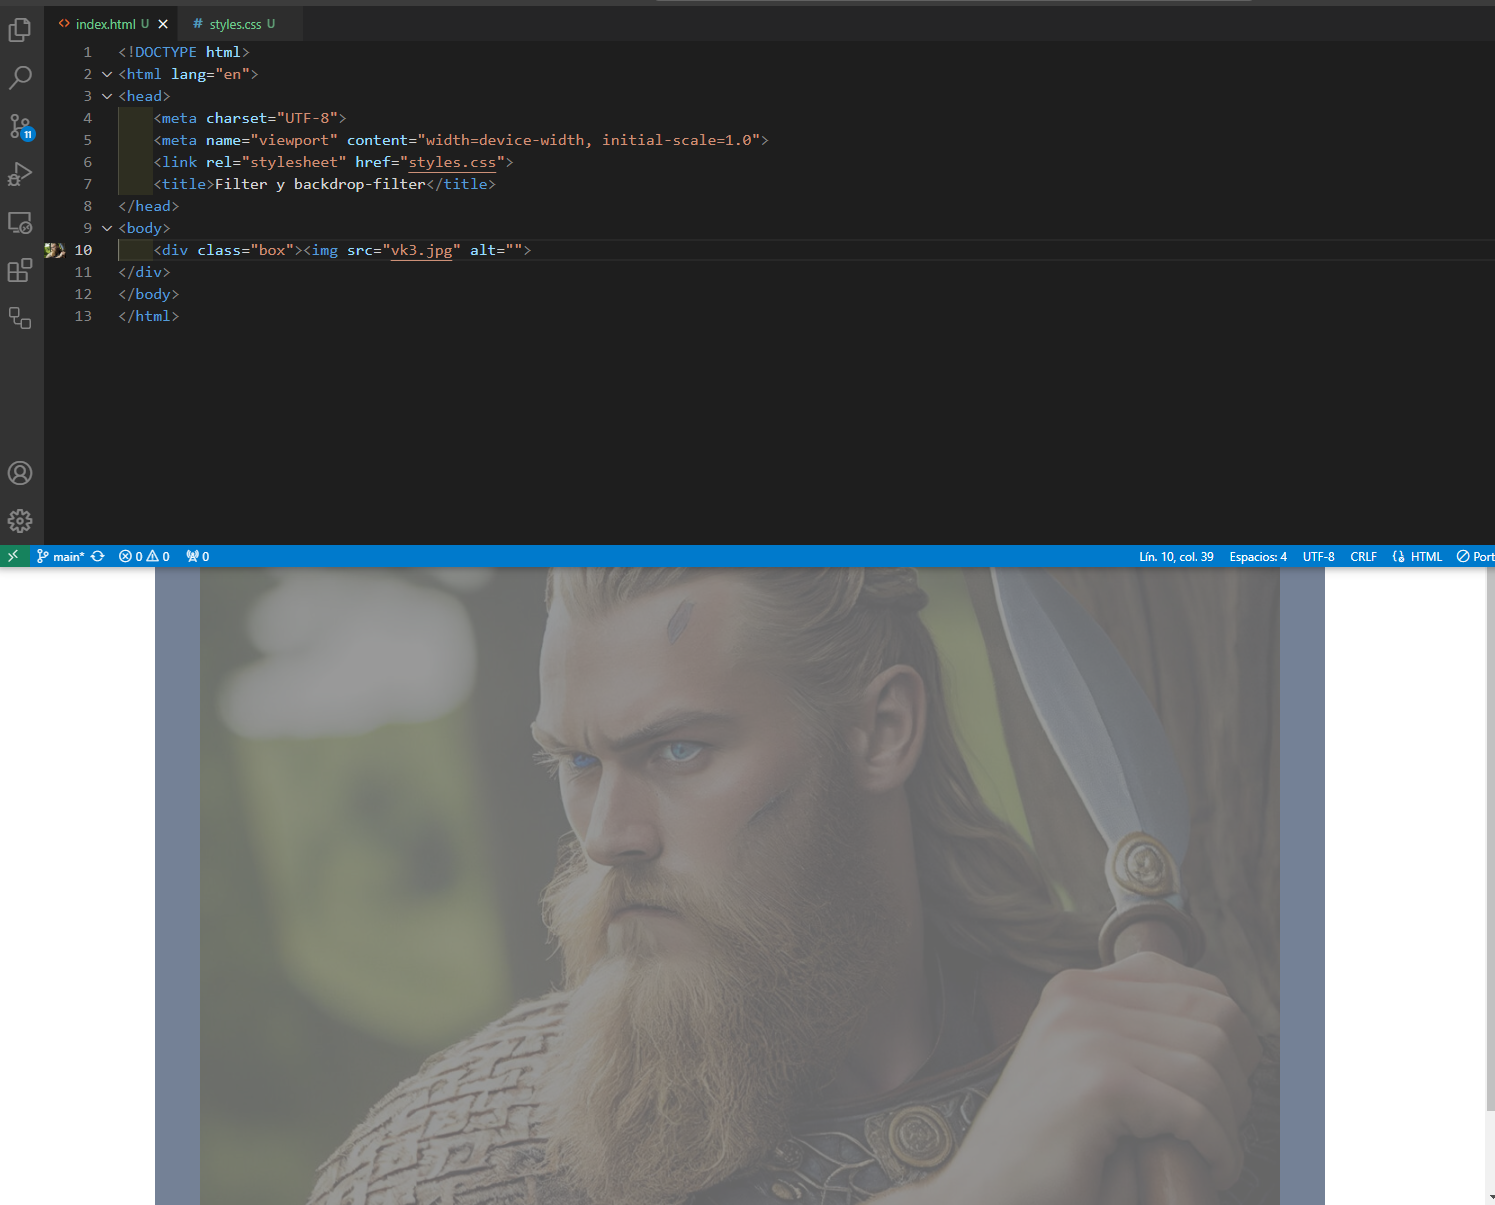 index.html U styles.css U
1 <!DOCTYPE html>
2 <html lang="en">
3 <head>
4 <meta charset="UTF-8">
5 <meta name="viewport" content="width=device-width, initial-scale=1.0">
6 <link rel="stylesheet" href="styles.css">
7 <title>Filter y backdrop-filter</title>
8 </head>
9 <body>
10 <div class="box"><img src="vk3.jpg" alt="">
11 </div>
12 </body>
13 </html>
11
main* 0 0 0 Lín. 10, col. 39 Espacios: 4 UTF-8 CRLF HTML Port